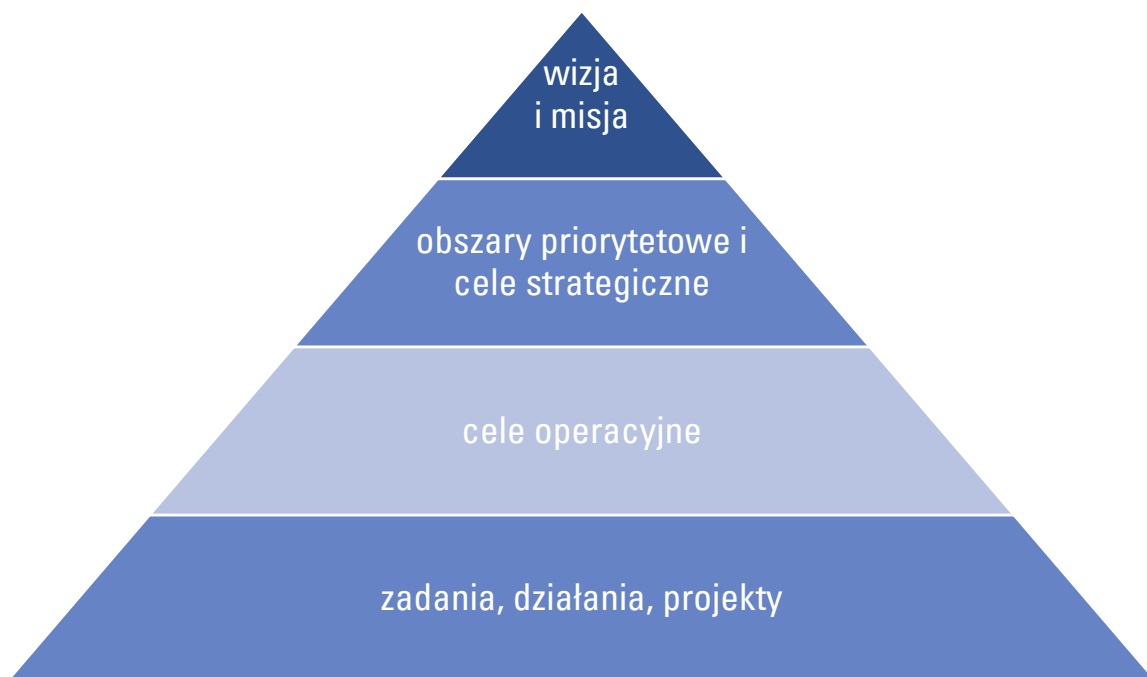 wizja
i misja
obszary priorytetowe i
cele strategiczne
cele operacyjne
zadania, działania, projekty